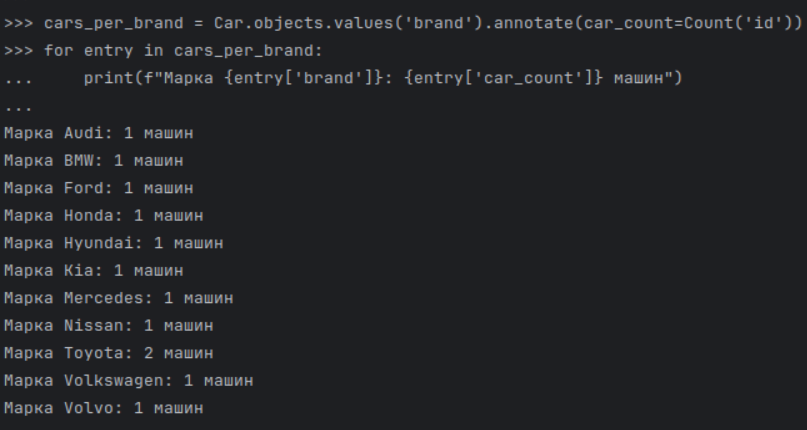 >>> cars_per_brand = Car.objects.values('brand').annotate(car_count=Count('id'))
>>> for entry in cars_per_brand:
...     print(f"Марка {entry['brand']}: {entry['car_count']} машин")
...
Марка Audi: 1 машин
Марка BMW: 1 машин
Марка Ford: 1 машин
Марка Honda: 1 машин
Марка Hyundai: 1 машин
Марка Kia: 1 машин
Марка Mercedes: 1 машин
Марка Nissan: 1 машин
Марка Toyota: 2 машин
Марка Volkswagen: 1 машин
Марка Volvo: 1 машин